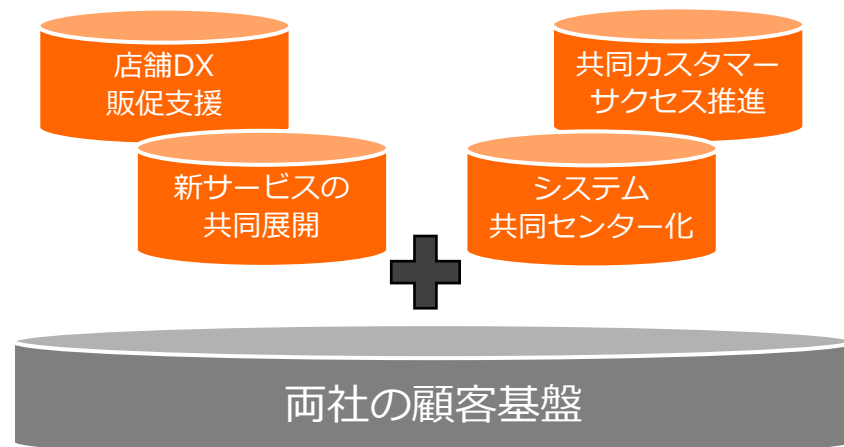 店舗DX
販促支援
共同カスタマー
サクセス推進
新サービスの
共同展開
システム
共同センター化
両社の顧客基盤